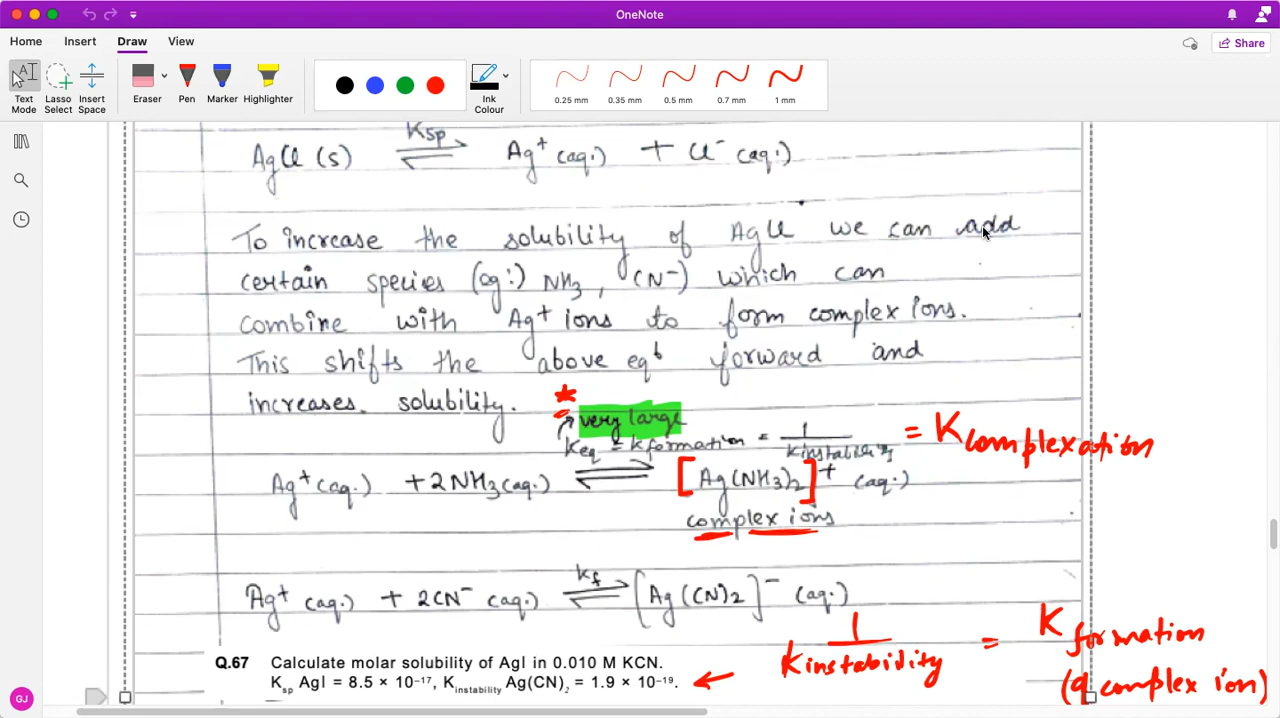 OneNote
Home Insert Draw View
Share
Text Mode
Lasso Select
Insert Space
Eraser
Pen
Marker
Highlighter
Ink Colour
0.25 mm 0.35 mm 0.5 mm 0.7 mm 1 mm
AgCl (s) ⇌ Ksp Ag⁺ (aq.) + Cl⁻ (aq.)
To increase the solubility of AgCl we can add
certain species (eg:) NH₃, (CN⁻) which can
combine with Ag⁺ ions to form complex ions.
This shifts the above eqᵇ forward and
increases. solubility.
very large
Keq = Kformation = 1/Kinstability = Kcomplexation
Ag⁺(aq.) + 2NH₃(aq.) ⇌ [Ag(NH₃)₂]⁺ (aq.)
complex ions
Ag⁺ (aq.) + 2CN⁻ (aq.) ⇌ Kf [Ag(CN)₂]⁻ (aq.)
1/Kinstability = K formation
(of complex ion)
Q.67 Calculate molar solubility of AgI in 0.010 M KCN.
Ksp AgI = 8.5 × 10⁻¹⁷, Kinstability Ag(CN)₂ = 1.9 × 10⁻¹⁹.
GJ